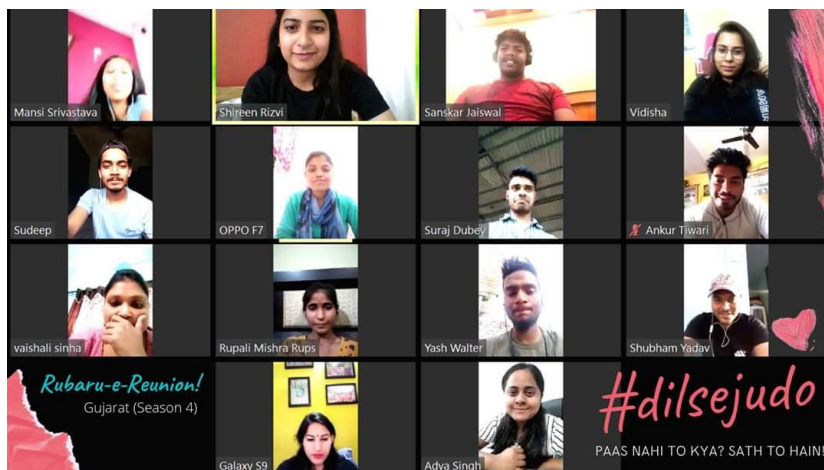 Mansi Srivastava
Shireen Rizvi
Sanskar Jaiswal
Vidisha
Sudeep
OPPO F7
Suraj Dubey
Ankur Tiwari
vaishali sinha
Rupali Mishra Rups
Yash Walter
Shubham Yadav
Rubaru-e-Reunion!
Gujarat (Season 4)
Galaxy S9
Adya Singh
#dilsejudo
PAAS NAHI TO KYA? SATH TO HAIN!